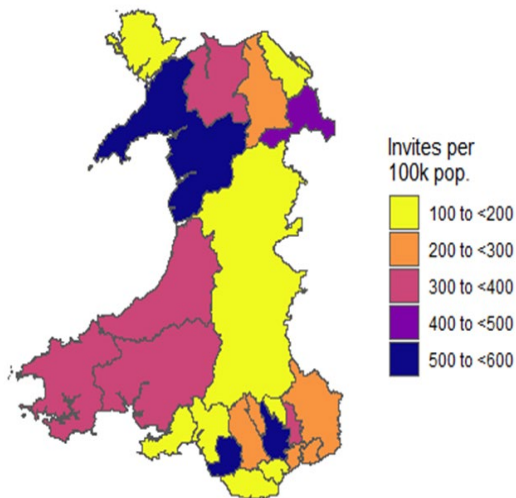 Invites per
100k pop.
100 to <200
200 to <300
300 to <400
400 to <500
500 to <600